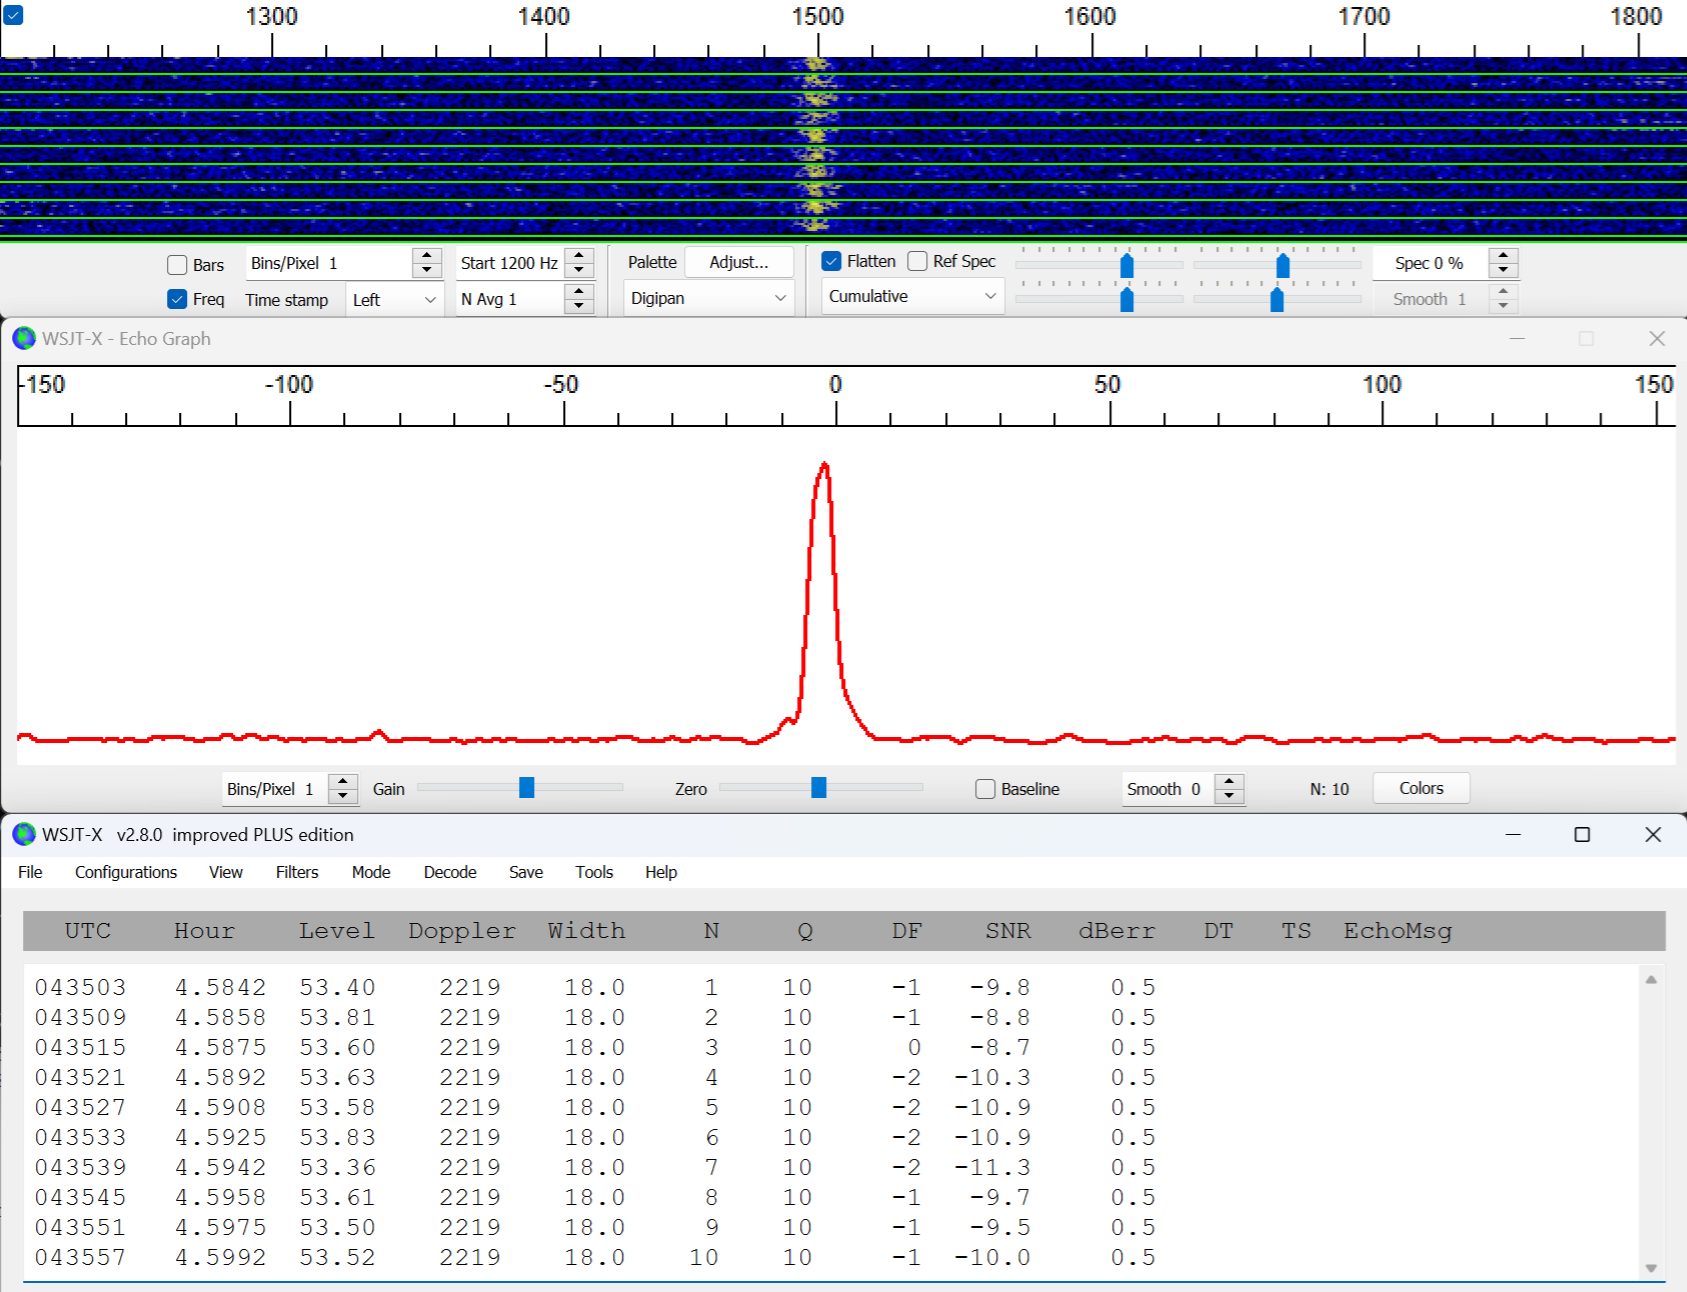 1300 1400 1500 1600 1700 1800
Bars Bins/Pixel 1 Start 1200 Hz Palette Adjust... Flatten Ref Spec Spec 0 %
Freq Time stamp Left N Avg 1 Digipan Cumulative Smooth 1
WSJT-X - Echo Graph
-150 -100 -50 0 50 100 150
Bins/Pixel 1 Gain Zero Baseline Smooth 0 N: 10 Colors
WSJT-X v2.8.0 improved PLUS edition
File Configurations View Filters Mode Decode Save Tools Help
UTC Hour Level Doppler Width N Q DF SNR dBerr DT TS EchoMsg
043503 4.5842 53.40 2219 18.0 1 10 -1 -9.8 0.5
043509 4.5858 53.81 2219 18.0 2 10 -1 -8.8 0.5
043515 4.5875 53.60 2219 18.0 3 10 0 -8.7 0.5
043521 4.5892 53.63 2219 18.0 4 10 -2 -10.3 0.5
043527 4.5908 53.58 2219 18.0 5 10 -2 -10.9 0.5
043533 4.5925 53.83 2219 18.0 6 10 -2 -10.9 0.5
043539 4.5942 53.36 2219 18.0 7 10 -2 -11.3 0.5
043545 4.5958 53.61 2219 18.0 8 10 -1 -9.7 0.5
043551 4.5975 53.50 2219 18.0 9 10 -1 -9.5 0.5
043557 4.5992 53.52 2219 18.0 10 10 -1 -10.0 0.5